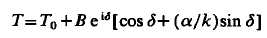 T = T₀ + B e^{iδ}[cos δ + (α/k) sin δ]